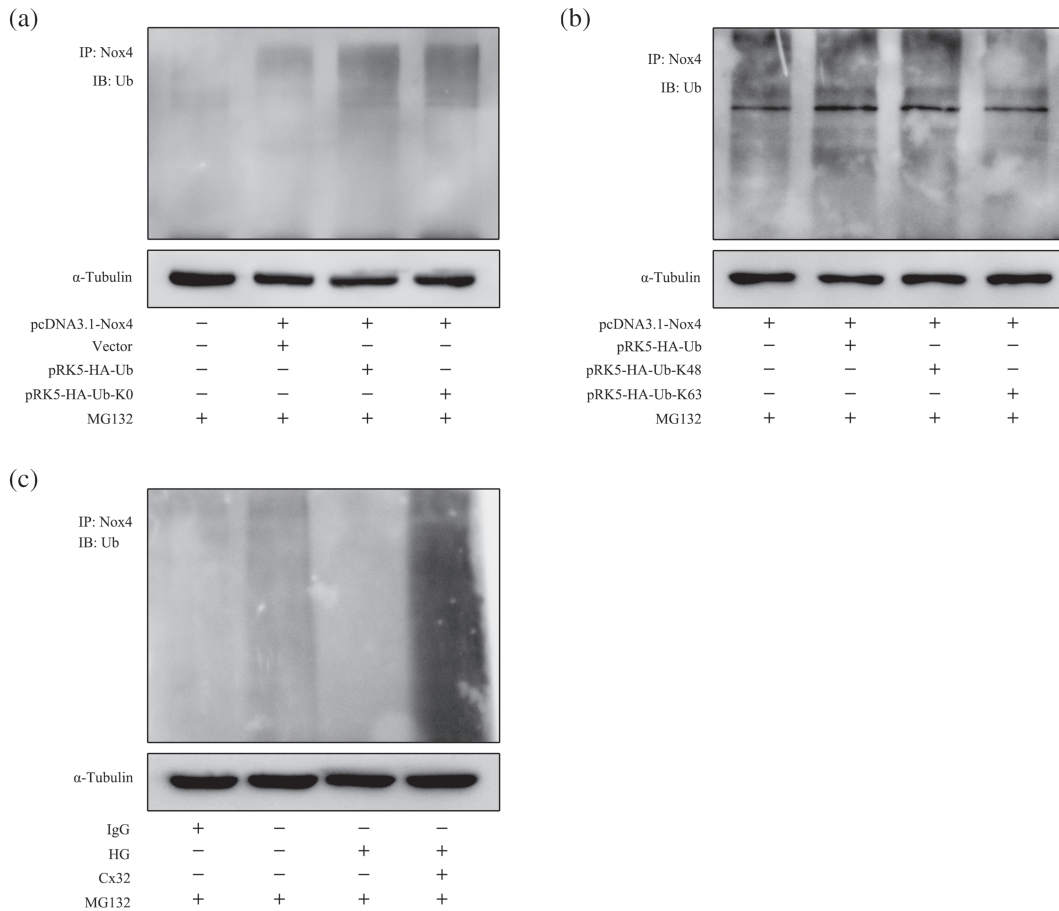 (a)
IP: Nox4
IB: Ub
α-Tubulin
pcDNA3.1-Nox4 – + + +
Vector – + – –
pRK5-HA-Ub – – + –
pRK5-HA-Ub-K0 – – – +
MG132 + + + +
(b)
IP: Nox4
IB: Ub
α-Tubulin
pcDNA3.1-Nox4 + + + +
pRK5-HA-Ub – + – –
pRK5-HA-Ub-K48 – – + –
pRK5-HA-Ub-K63 – – – +
MG132 + + + +
(c)
IP: Nox4
IB: Ub
α-Tubulin
IgG + – – –
HG – – + +
Cx32 – – – +
MG132 + + + +